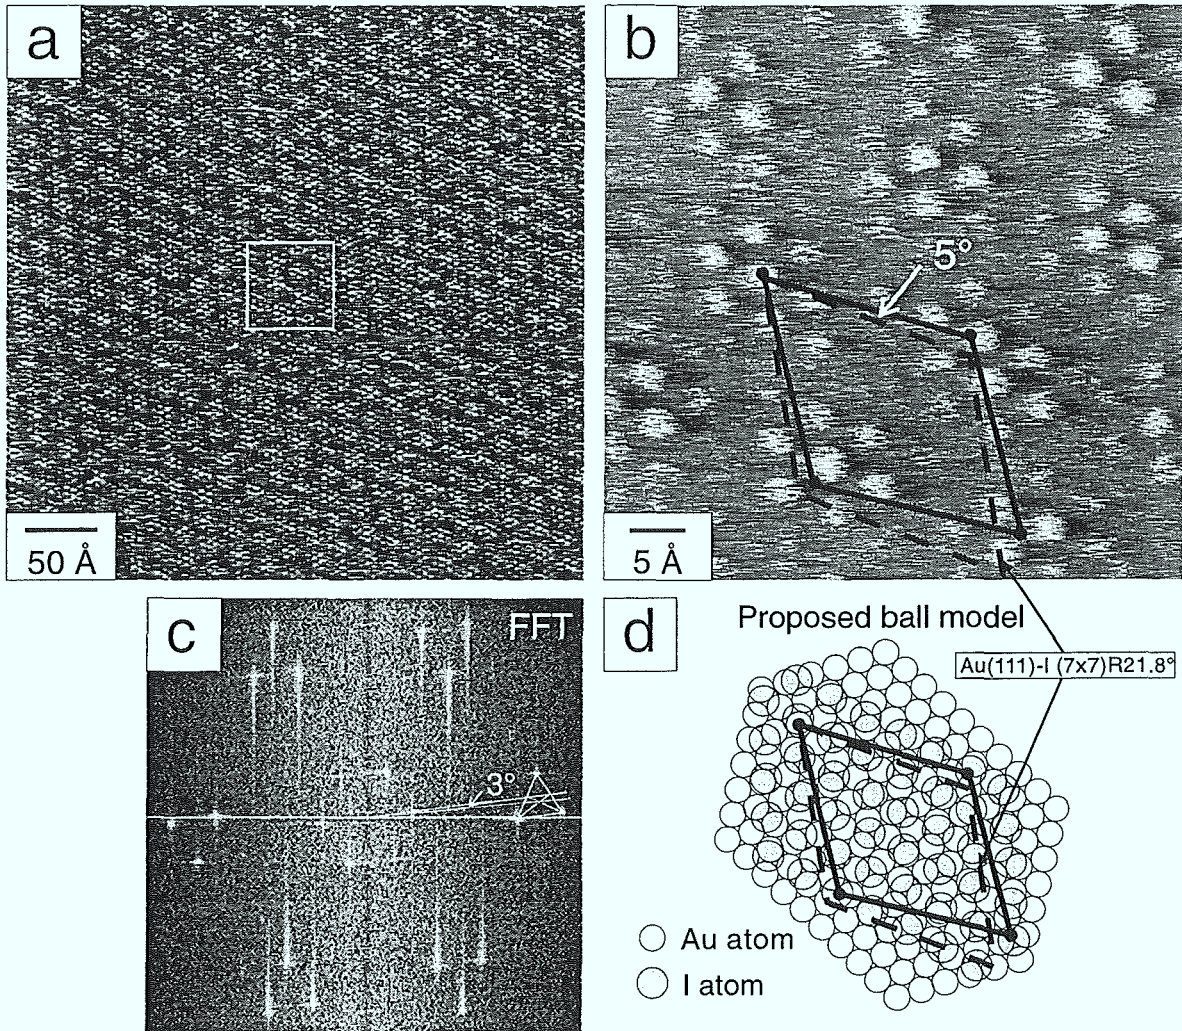 a
50 Å
b
5°
5 Å
c
FFT
3°
d
Proposed ball model
Au(111)-I (7x7)R21.8°
Au atom
I atom